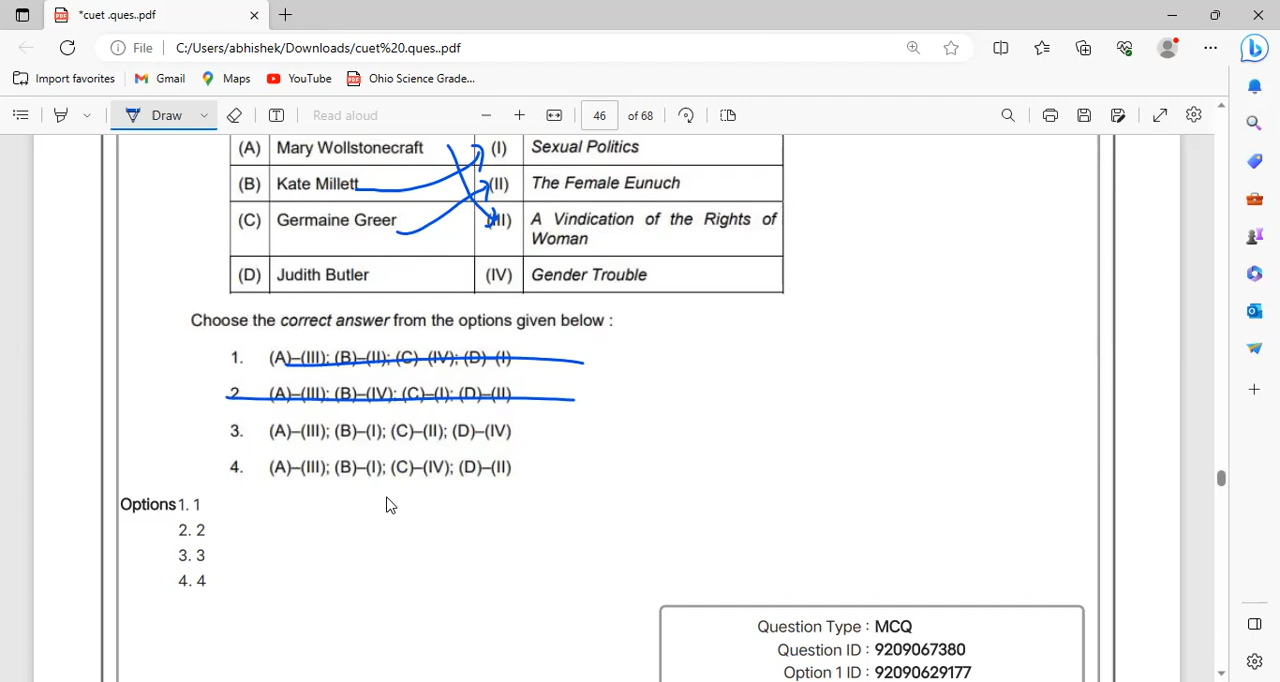 *cuet .ques..pdf
File C:/Users/abhishek/Downloads/cuet%20.ques..pdf
Import favorites Gmail Maps YouTube Ohio Science Grade...
Draw Read aloud 46 of 68
(A) Mary Wollstonecraft (I) Sexual Politics
(B) Kate Millett (II) The Female Eunuch
(C) Germaine Greer (III) A Vindication of the Rights of
Woman
(D) Judith Butler (IV) Gender Trouble
Choose the correct answer from the options given below :
1. (A)–(III); (B)–(II); (C)–(IV); (D)–(I)
2. (A)–(III); (B)–(IV); (C)–(I); (D)–(II)
3. (A)–(III); (B)–(I); (C)–(II); (D)–(IV)
4. (A)–(III); (B)–(I); (C)–(IV); (D)–(II)
Options 1. 1
2. 2
3. 3
4. 4
Question Type : MCQ
Question ID : 9209067380
Option 1 ID : 92090629177